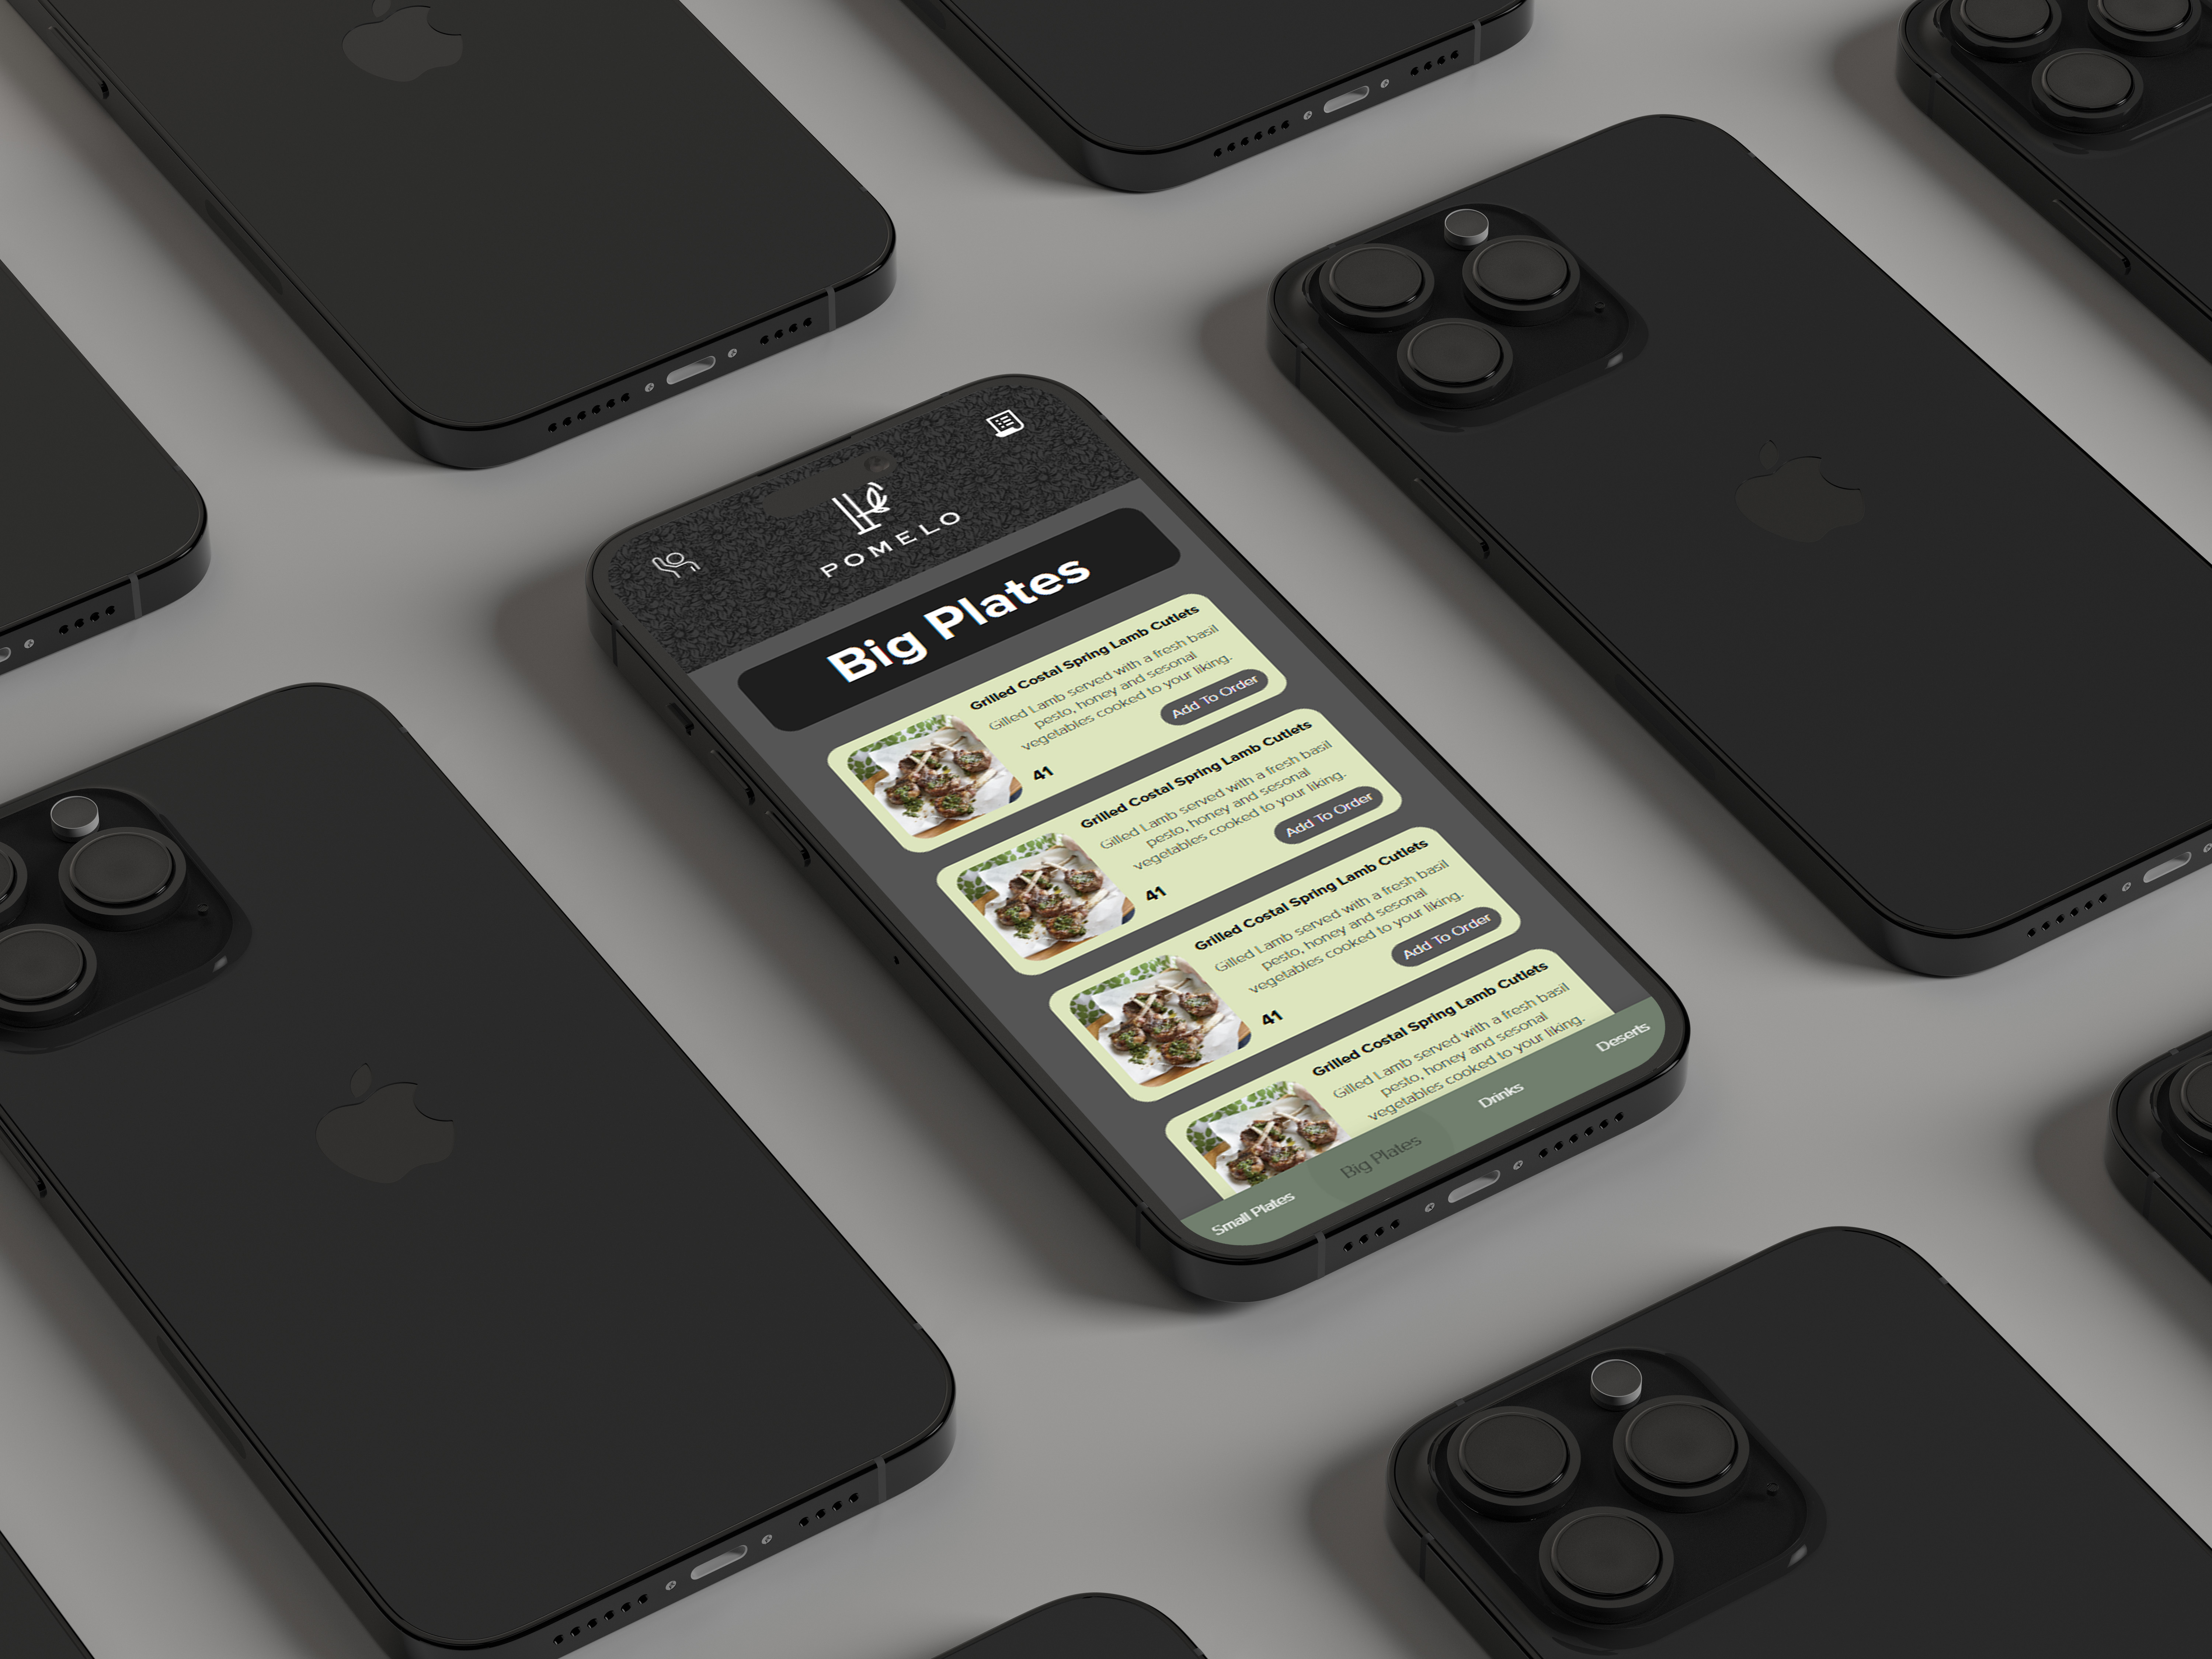 POMELO
Big Plates
Grilled Costal Spring Lamb Cutlets
Gilled Lamb served with a fresh basil
pesto, honey and sesonal
vegetables cooked to your liking.
41
Add To Order
Grilled Costal Spring Lamb Cutlets
Gilled Lamb served with a fresh basil
pesto, honey and sesonal
vegetables cooked to your liking.
41
Add To Order
Grilled Costal Spring Lamb Cutlets
Gilled Lamb served with a fresh basil
pesto, honey and sesonal
vegetables cooked to your liking.
41
Add To Order
Grilled Costal Spring Lamb Cutlets
Gilled Lamb served with a fresh basil
pesto, honey and sesonal
vegetables cooked to your liking.
Small Plates
Big Plates
Drinks
Deserts